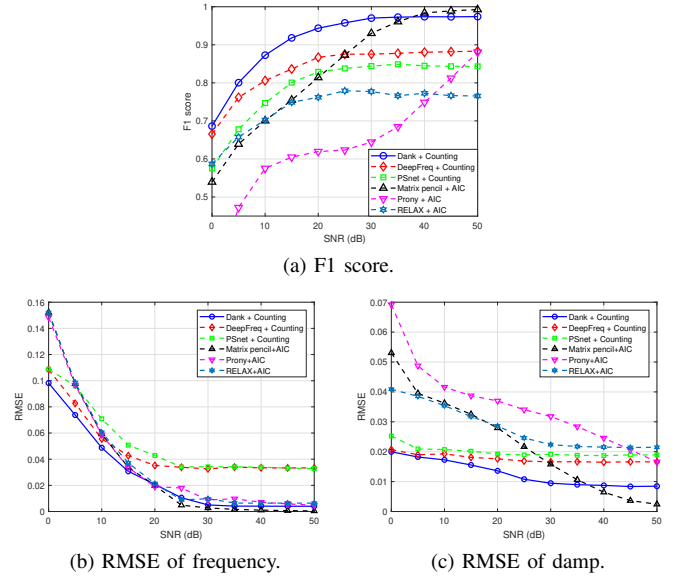 1
0.9
0.8
0.7
0.6
0.5
F1 score
Dank + Counting
DeepFreq + Counting
PSnet + Counting
Matrix pencil + AIC
Prony + AIC
RELAX + AIC
0 10 20 30 40 50
SNR (dB)
(a) F1 score.
0.16
0.14
0.12
0.1
0.08
0.06
0.04
0.02
0
RMSE
Dank + Counting
DeepFreq + Counting
PSnet + Counting
Matrix pencil+AIC
Prony+AIC
RELAX+AIC
0 10 20 30 40 50
SNR (dB)
(b) RMSE of frequency.
0.07
0.06
0.05
0.04
0.03
0.02
0.01
0
RMSE
Dank + Counting
DeepFreq + Counting
PSnet + Counting
Matrix pencil+AIC
Prony+AIC
RELAX+AIC
0 10 20 30 40 50
SNR (dB)
(c) RMSE of damp.